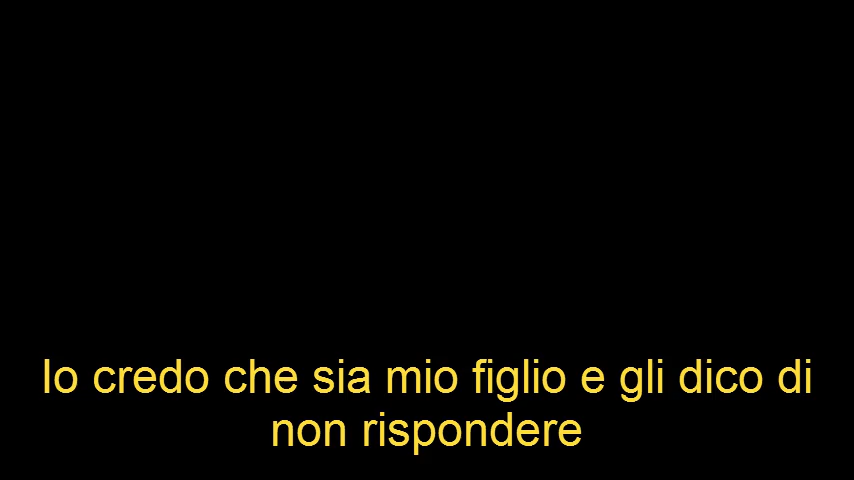 Io credo che sia mio figlio e gli dico di
non rispondere